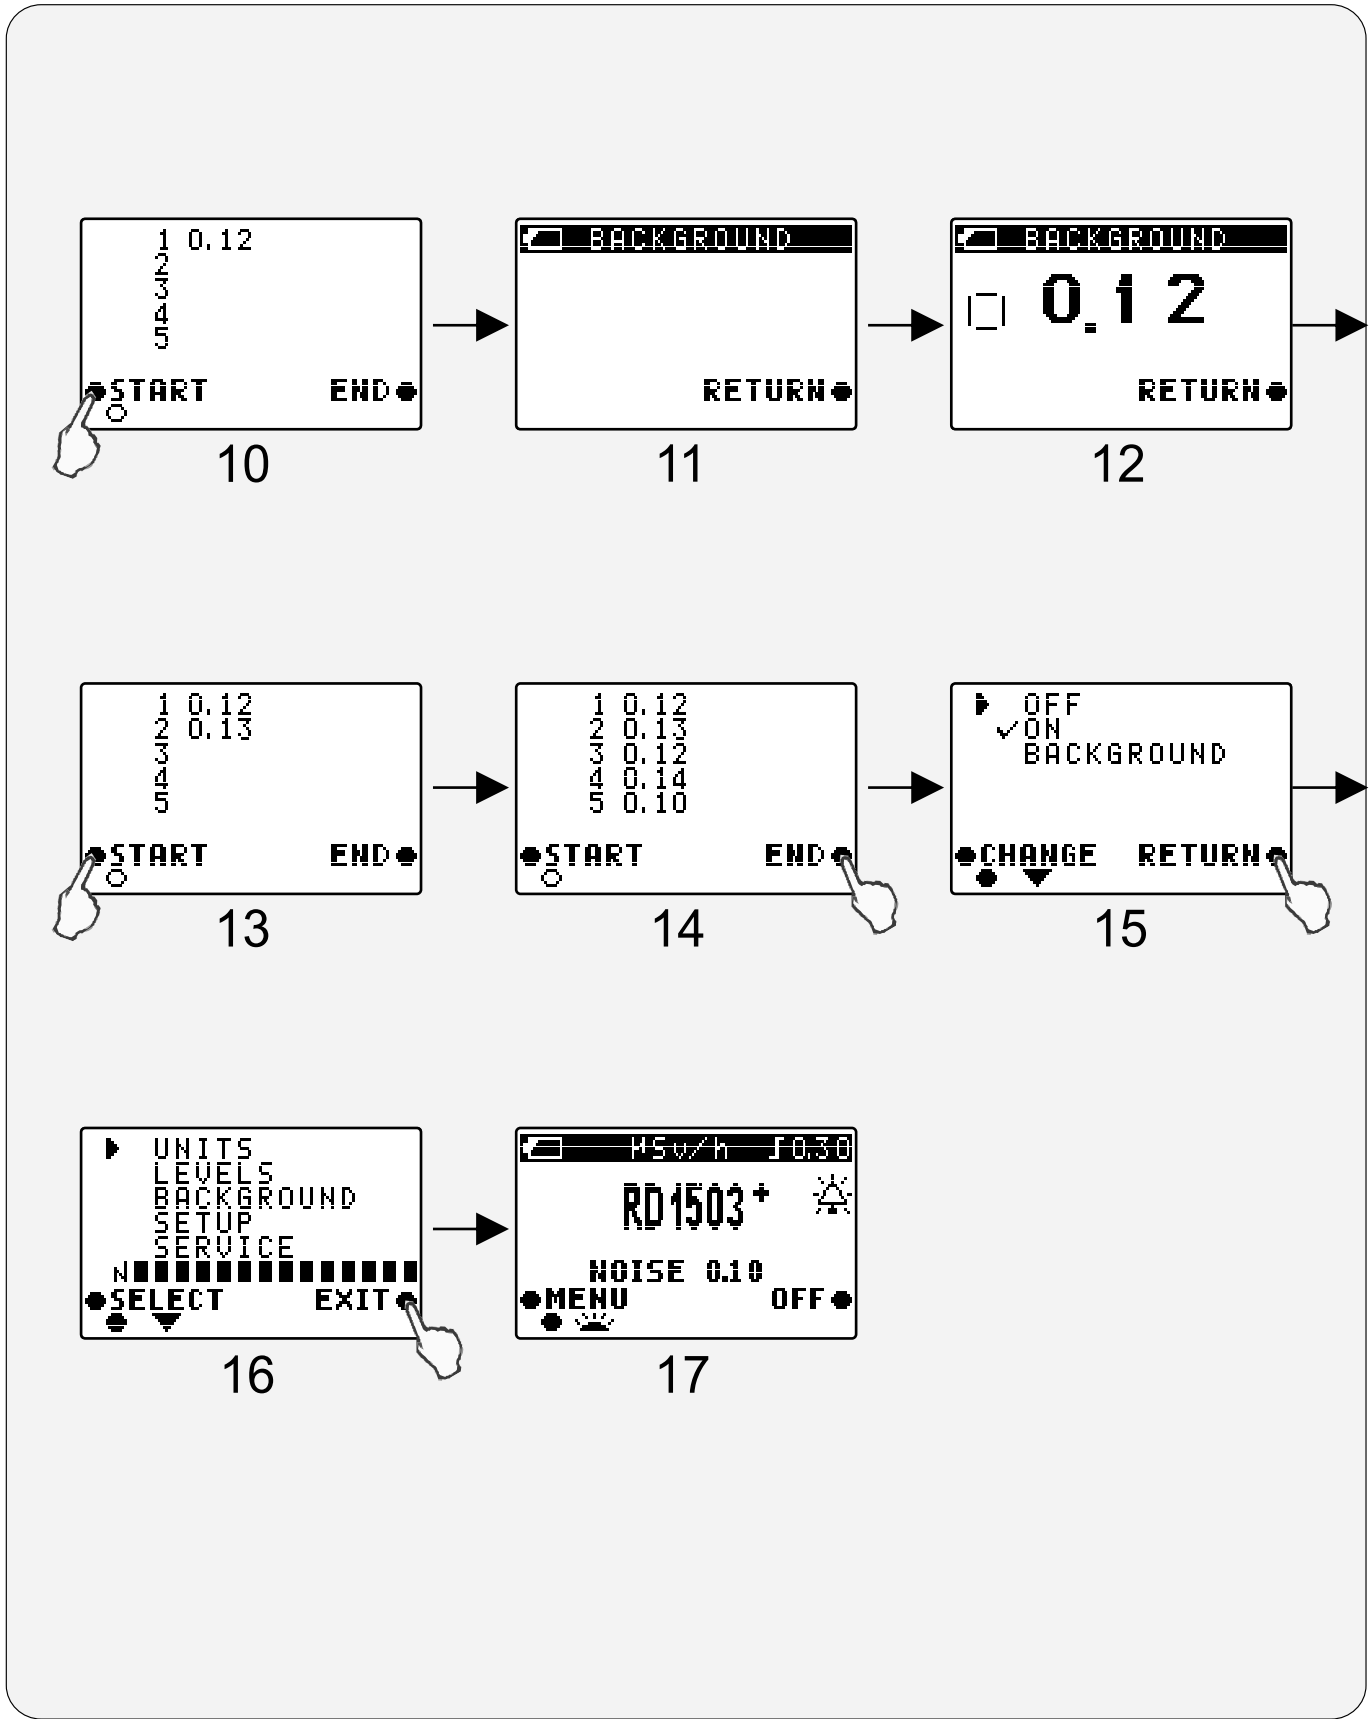 1 0.12
2
3
4
5
START END
10
BACKGROUND
RETURN
11
BACKGROUND
0.12
RETURN
12
1 0.12
2 0.13
3
4
5
START END
13
1 0.12
2 0.13
3 0.12
4 0.14
5 0.10
START END
14
OFF
ON
BACKGROUND
CHANGE RETURN
15
UNITS
LEVELS
BACKGROUND
SETUP
SERVICE
N
SELECT EXIT
16
µSv/h 0.30
RD1503+
NOISE 0.10
MENU OFF
17